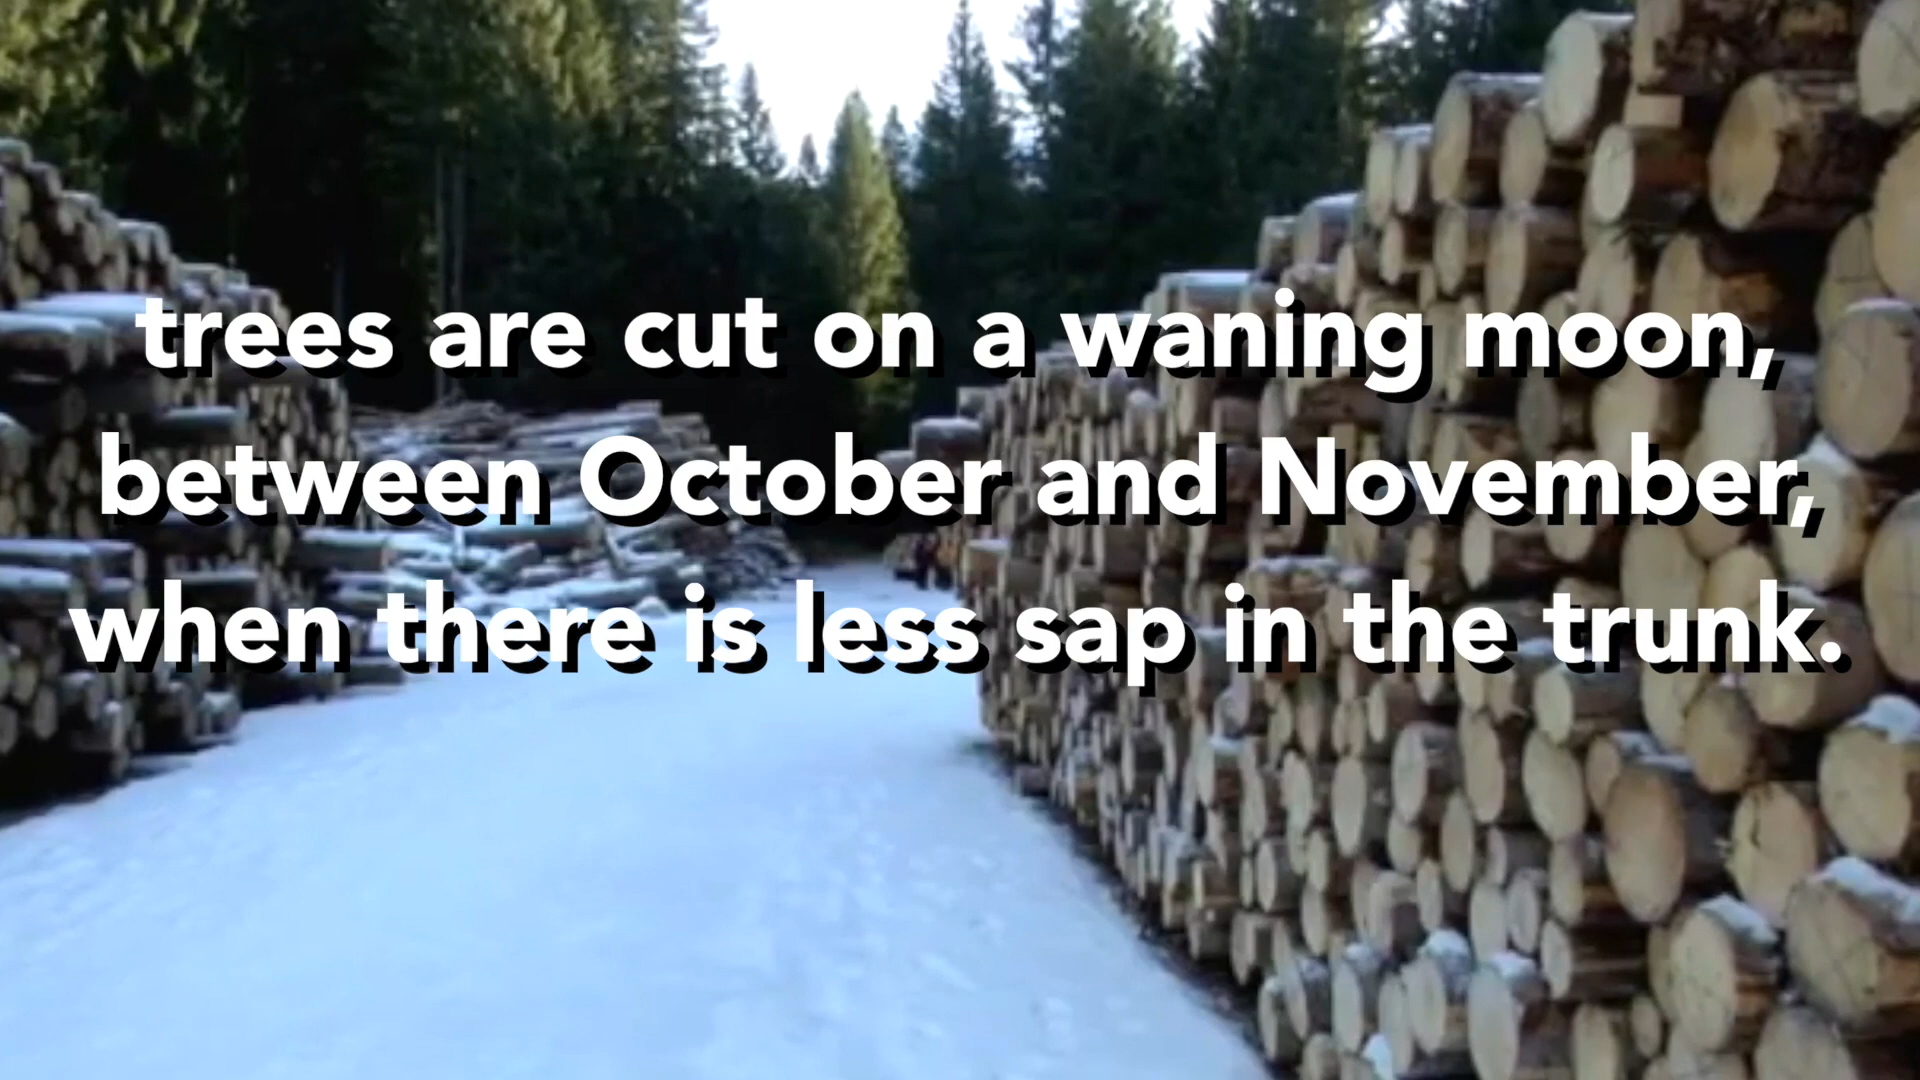 trees are cut on a waning moon,
between October and November,
when there is less sap in the trunk.